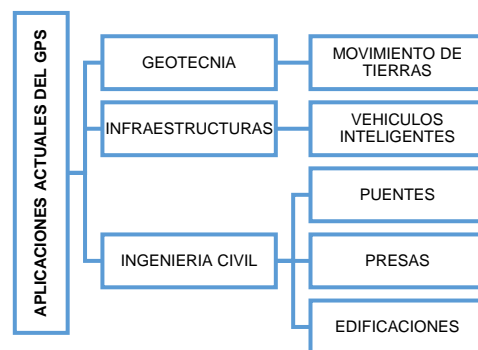 APLICACIONES ACTUALES DEL GPS
GEOTECNIA
MOVIMIENTO DE
TIERRAS
INFRAESTRUCTURAS
VEHICULOS
INTELIGENTES
INGENIERIA CIVIL
PUENTES
PRESAS
EDIFICACIONES